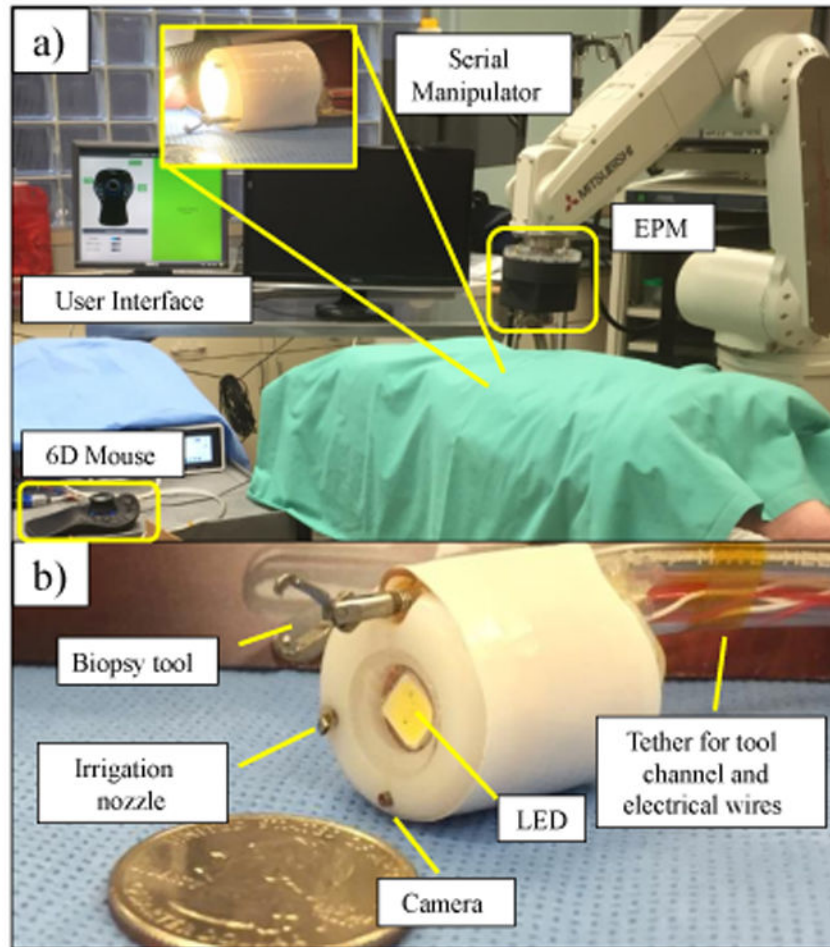 a)
Serial
Manipulator
MITSUBISHI
EPM
User Interface
6D Mouse
b)
Biopsy tool
Irrigation
nozzle
Tether for tool
channel and
electrical wires
LED
Camera